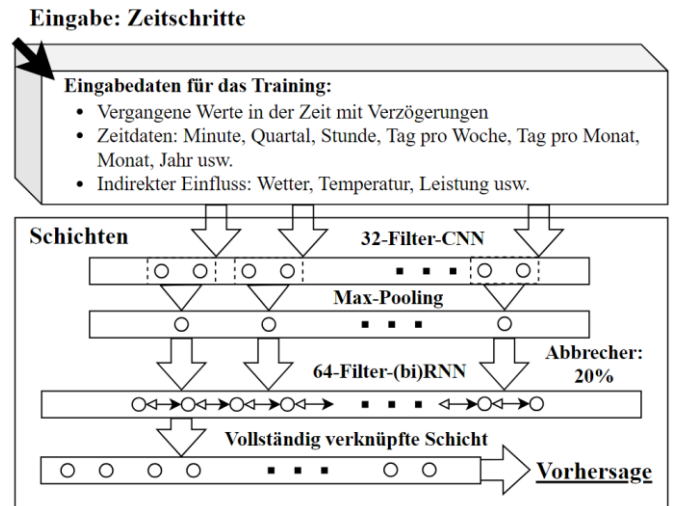 Eingabe: Zeitschritte
Eingabedaten für das Training:
• Vergangene Werte in der Zeit mit Verzögerungen
• Zeitdaten: Minute, Quartal, Stunde, Tag pro Woche, Tag pro Monat,
Monat, Jahr usw.
• Indirekter Einfluss: Wetter, Temperatur, Leistung usw.
Schichten
32-Filter-CNN
Max-Pooling
Abbrecher:
20%
64-Filter-(bi)RNN
Vollständig verknüpfte Schicht
Vorhersage